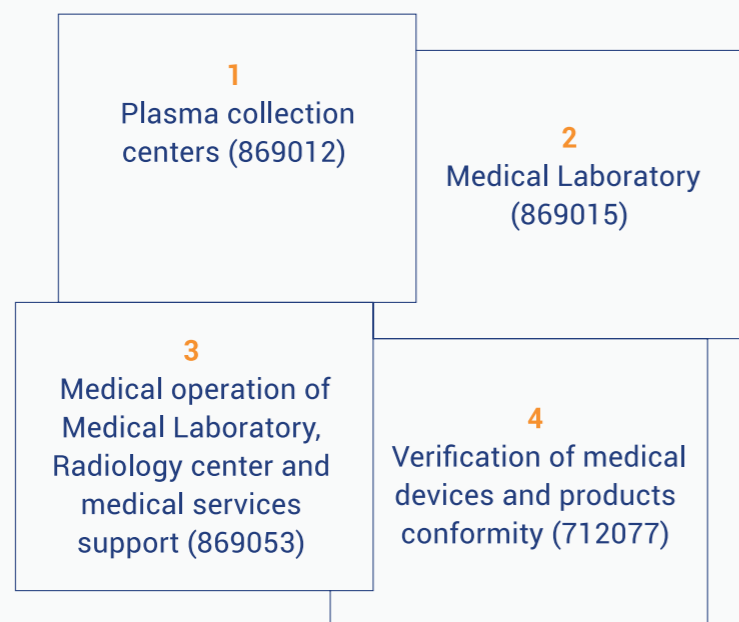 1
Plasma collection
centers (869012)
2
Medical Laboratory
(869015)
3
Medical operation of
Medical Laboratory,
Radiology center and
medical services
support (869053)
4
Verification of medical
devices and products
conformity (712077)